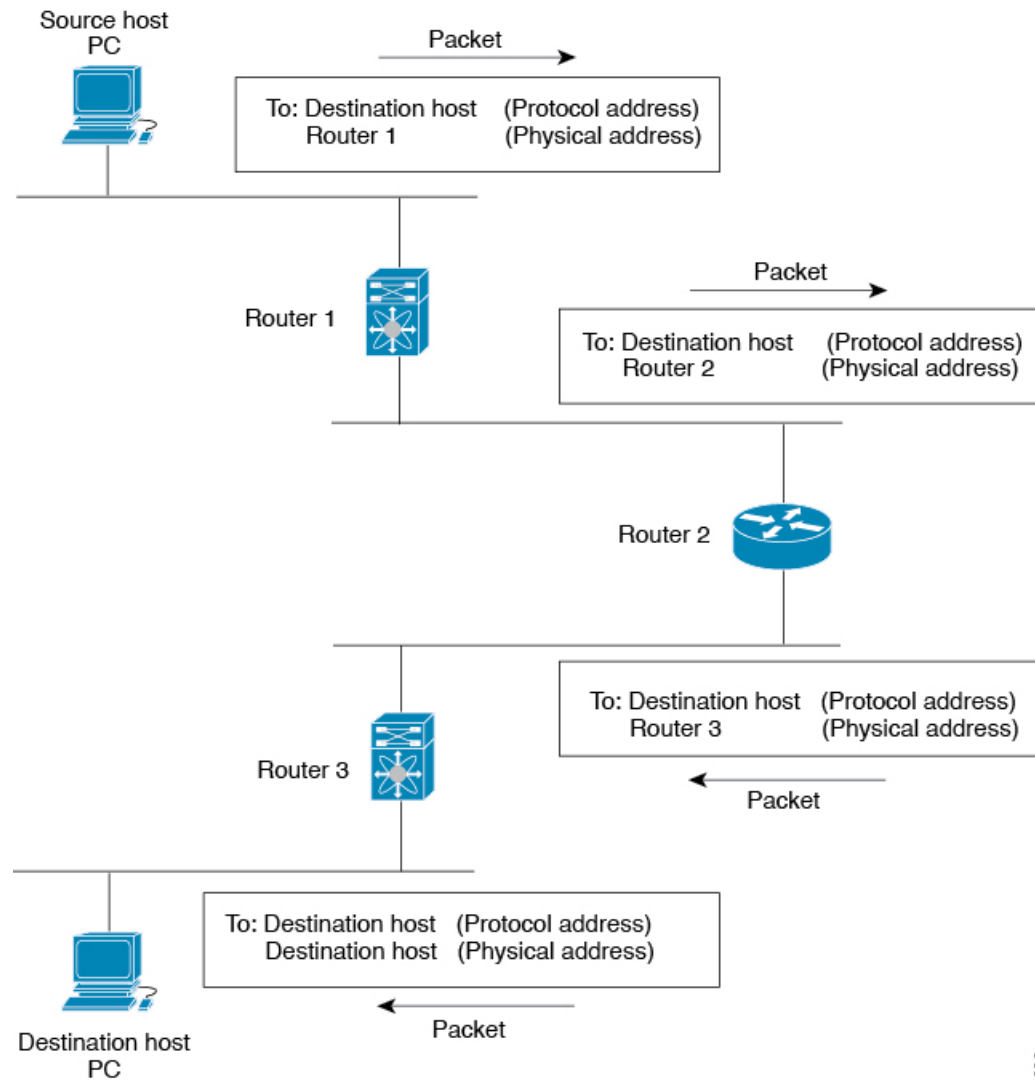 Source host
PC
Packet
To: Destination host (Protocol address)
Router 1 (Physical address)
Router 1
Packet
To: Destination host (Protocol address)
Router 2 (Physical address)
Router 2
To: Destination host (Protocol address)
Router 3 (Physical address)
Router 3
Packet
To: Destination host (Protocol address)
Destination host (Physical address)
Packet
Destination host
PC